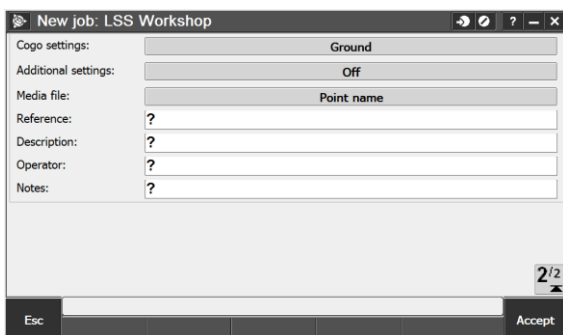 New job: LSS Workshop ? – ×
Cogo settings: Ground
Additional settings: Off
Media file: Point name
Reference: ?
Description: ?
Operator: ?
Notes: ?
2/2
Esc Accept